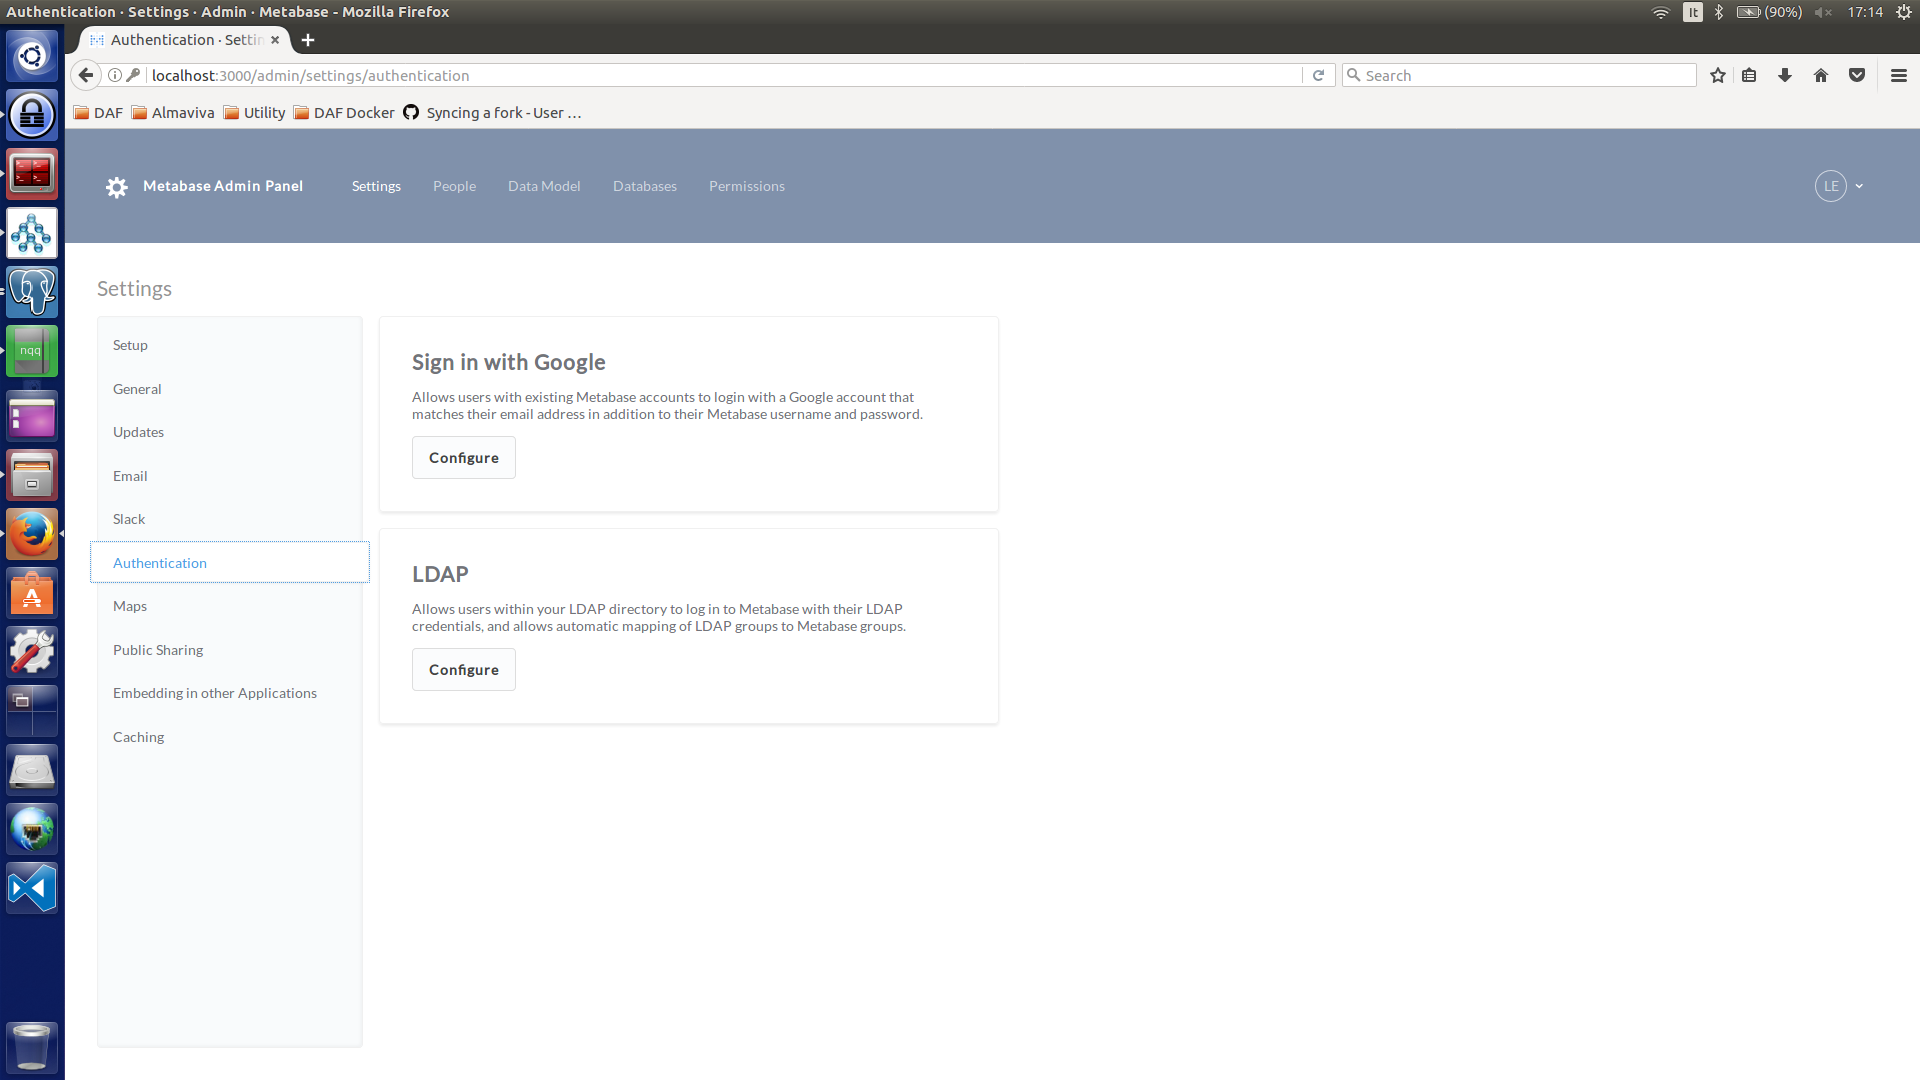 Authentication · Settings · Admin · Metabase - Mozilla Firefox
It
(90%)
17:14
Authentication · Settin
localhost:3000/admin/settings/authentication
Search
DAF
Almaviva
Utility
DAF Docker
Syncing a fork - User ...
Metabase Admin Panel
Settings
People
Data Model
Databases
Permissions
LE
Settings
Setup
General
Updates
Email
Slack
Authentication
Maps
Public Sharing
Embedding in other Applications
Caching
Sign in with Google
Allows users with existing Metabase accounts to login with a Google account that
matches their email address in addition to their Metabase username and password.
Configure
LDAP
Allows users within your LDAP directory to log in to Metabase with their LDAP
credentials, and allows automatic mapping of LDAP groups to Metabase groups.
Configure
nqq